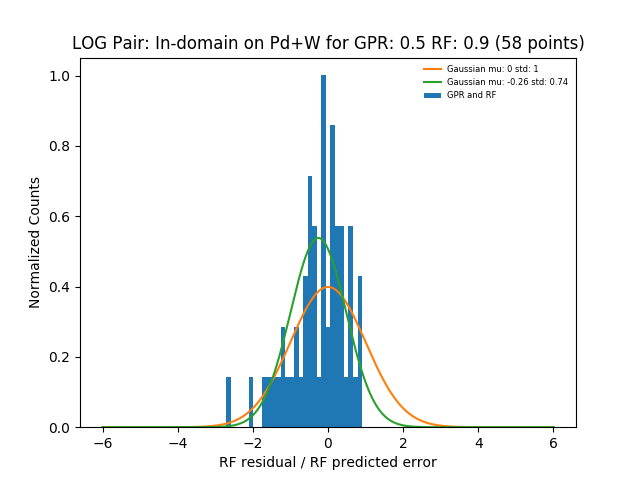 LOG Pair: In-domain on Pd+W for GPR: 0.5 RF: 0.9 (58 points)
Gaussian mu: 0 std: 1
Gaussian mu: -0.26 std: 0.74
GPR and RF
Normalized Counts
1.0
0.8
0.6
0.4
0.2
0.0
−6 −4 −2 0 2 4 6
RF residual / RF predicted error